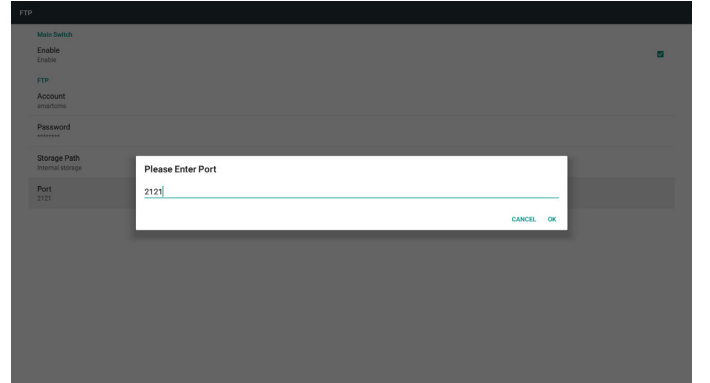 FTP
Main Switch
Enable
Enable
FTP
Account
smartcms
Password
********
Storage Path
Internal storage
Port
2121
Please Enter Port
2121
CANCEL OK